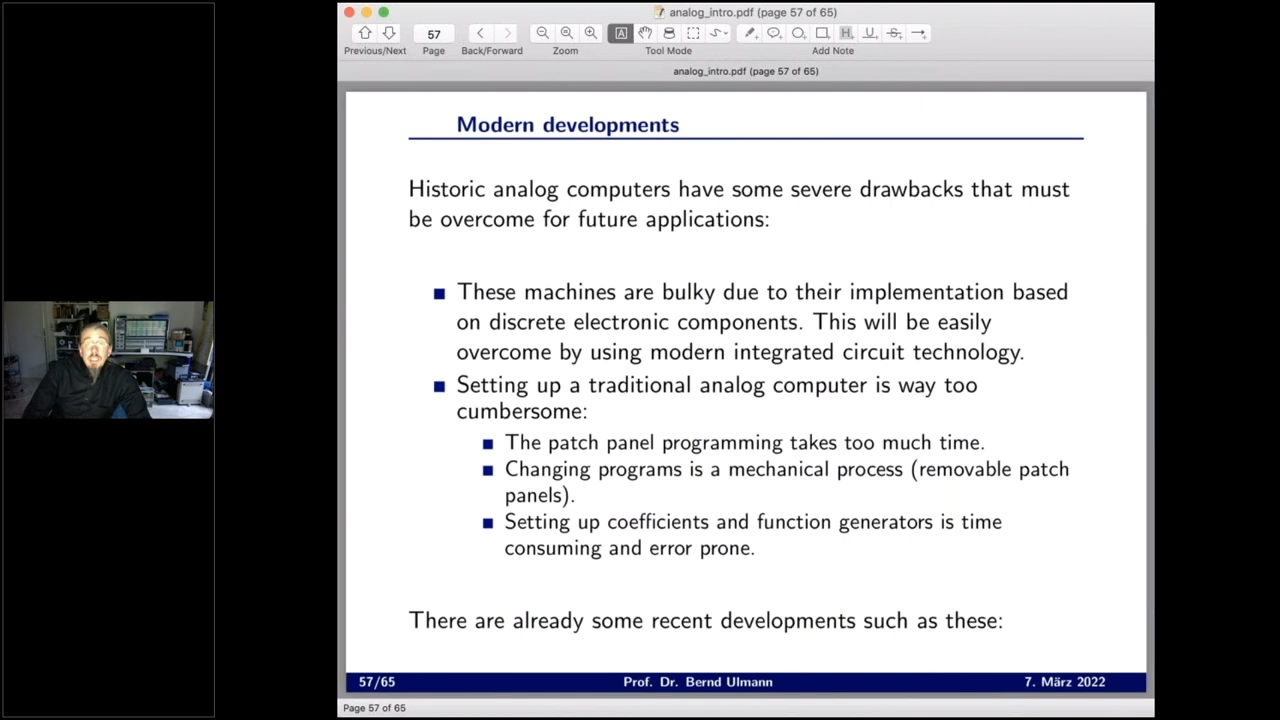 analog_intro.pdf (page 57 of 65)
57
Previous/Next
Page
Back/Forward
Zoom
Tool Mode
Add Note
analog_intro.pdf (page 57 of 65)
Modern developments
Historic analog computers have some severe drawbacks that must
be overcome for future applications:
These machines are bulky due to their implementation based
on discrete electronic components. This will be easily
overcome by using modern integrated circuit technology.
Setting up a traditional analog computer is way too
cumbersome:
The patch panel programming takes too much time.
Changing programs is a mechanical process (removable patch
panels).
Setting up coefficients and function generators is time
consuming and error prone.
There are already some recent developments such as these:
57/65
Prof. Dr. Bernd Ulmann
7. März 2022
Page 57 of 65